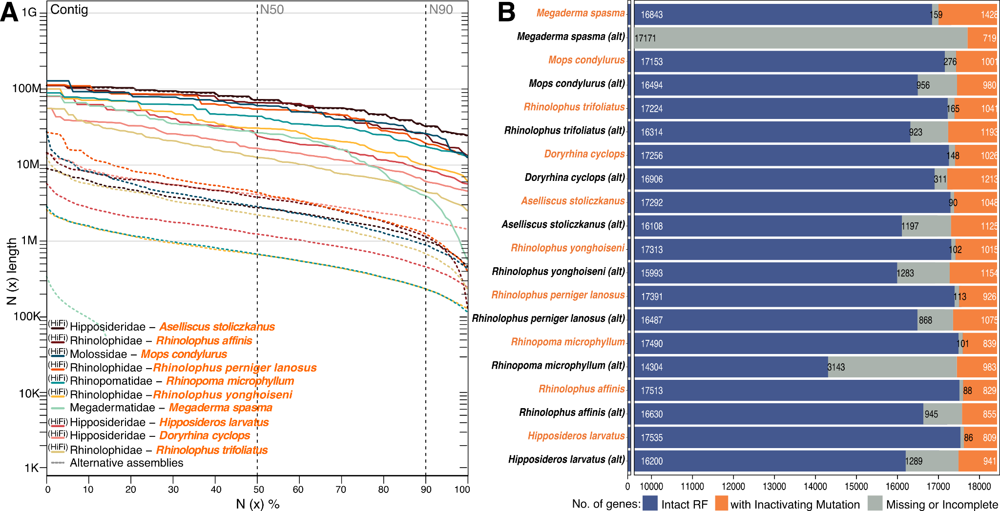 A
Contig
N50
N90
1G
100M
10M
1M
100K
10K
1K
N (x) length
(HiFi) Hipposideridae – Aselliscus stoliczkanus
(HiFi) Rhinolophidae – Rhinolophus affinis
(HiFi) Molossidae – Mops condylurus
(HiFi) Rhinolophidae – Rhinolophus perniger lanosus
(HiFi) Rhinopomatidae – Rhinopoma microphyllum
(HiFi) Rhinolophidae – Rhinolophus yonghoiseni
Megadermatidae – Megaderma spasma
(HiFi) Hipposideridae – Hipposideros larvatus
(HiFi) Hipposideridae – Doryrhina cyclops
(HiFi) Rhinolophidae – Rhinolophus trifoliatus
Alternative assemblies
0 10 20 30 40 50 60 70 80 90 100
N (x) %
B
Megaderma spasma 16843 159 1428
Megaderma spasma (alt) 17171 719
Mops condylurus 17153 276 1001
Mops condylurus (alt) 16494 956 980
Rhinolophus trifoliatus 17224 165 1041
Rhinolophus trifoliatus (alt) 16314 923 1193
Doryrhina cyclops 17256 148 1026
Doryrhina cyclops (alt) 16906 311 1213
Aselliscus stoliczkanus 17292 90 1048
Aselliscus stoliczkanus (alt) 16108 1197 1125
Rhinolophus yonghoiseni 17313 102 1015
Rhinolophus yonghoiseni (alt) 15993 1283 1154
Rhinolophus perniger lanosus 17391 113 926
Rhinolophus perniger lanosus (alt) 16487 868 1075
Rhinopoma microphyllum 17490 101 839
Rhinopoma microphyllum (alt) 14304 3143 983
Rhinolophus affinis 17513 88 829
Rhinolophus affinis (alt) 16630 945 855
Hipposideros larvatus 17535 86 809
Hipposideros larvatus (alt) 16200 1289 941
0 10000 11000 12000 13000 14000 15000 16000 17000 18000
No. of genes: Intact RF with Inactivating Mutation Missing or Incomplete